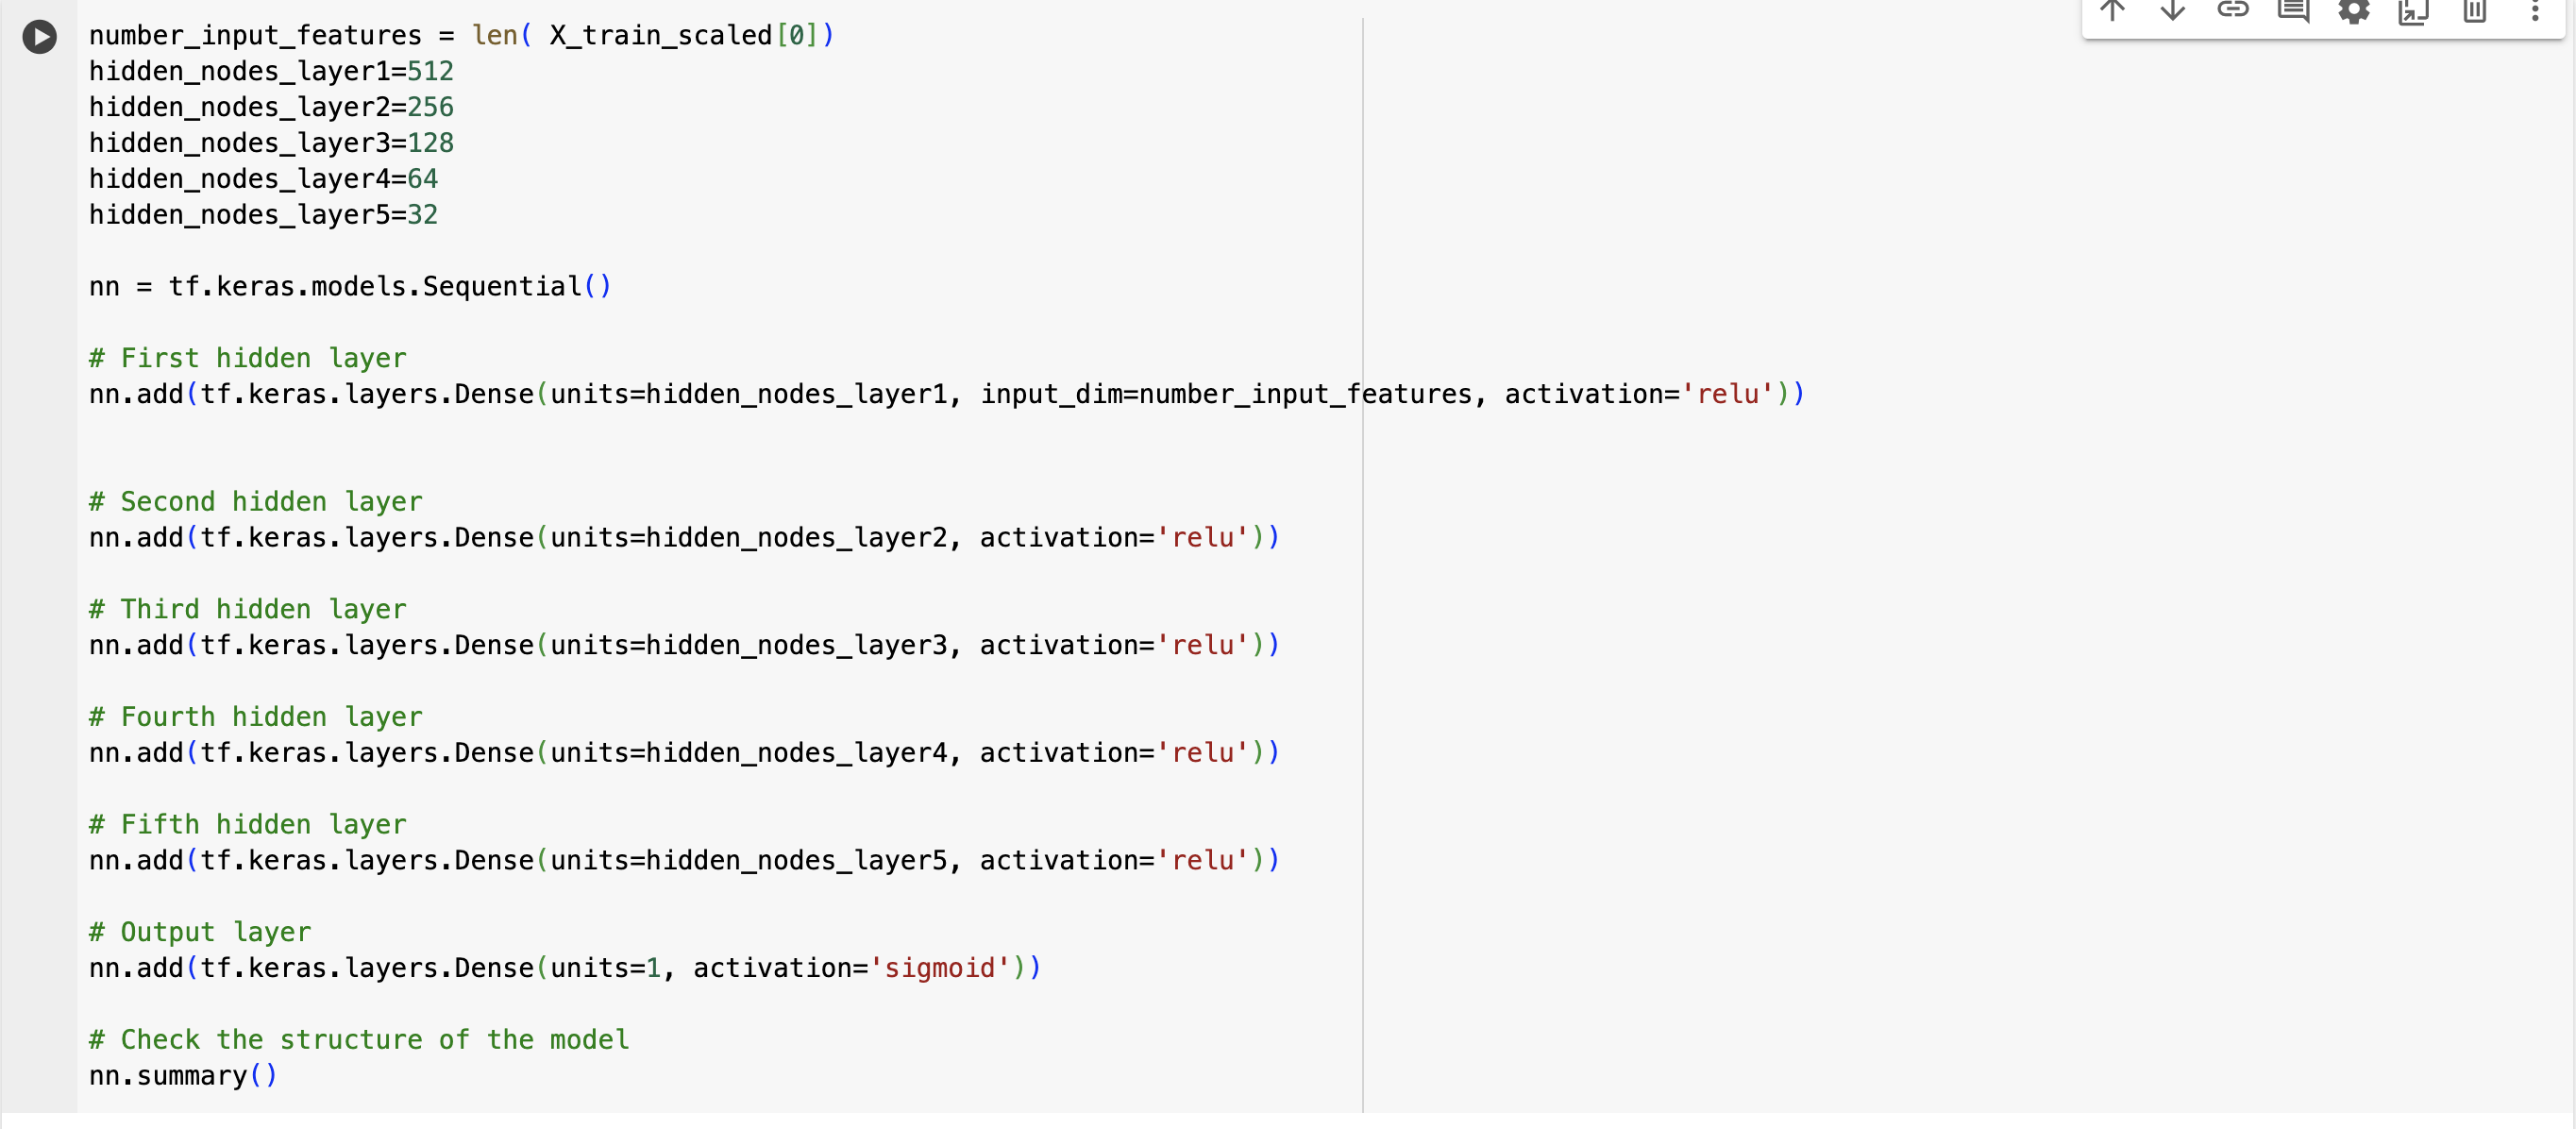 number_input_features = len( X_train_scaled[0])
hidden_nodes_layer1=512
hidden_nodes_layer2=256
hidden_nodes_layer3=128
hidden_nodes_layer4=64
hidden_nodes_layer5=32
nn = tf.keras.models.Sequential()
# First hidden layer
nn.add(tf.keras.layers.Dense(units=hidden_nodes_layer1, input_dim=number_input_features, activation='relu'))
# Second hidden layer
nn.add(tf.keras.layers.Dense(units=hidden_nodes_layer2, activation='relu'))
# Third hidden layer
nn.add(tf.keras.layers.Dense(units=hidden_nodes_layer3, activation='relu'))
# Fourth hidden layer
nn.add(tf.keras.layers.Dense(units=hidden_nodes_layer4, activation='relu'))
# Fifth hidden layer
nn.add(tf.keras.layers.Dense(units=hidden_nodes_layer5, activation='relu'))
# Output layer
nn.add(tf.keras.layers.Dense(units=1, activation='sigmoid'))
# Check the structure of the model
nn.summary()